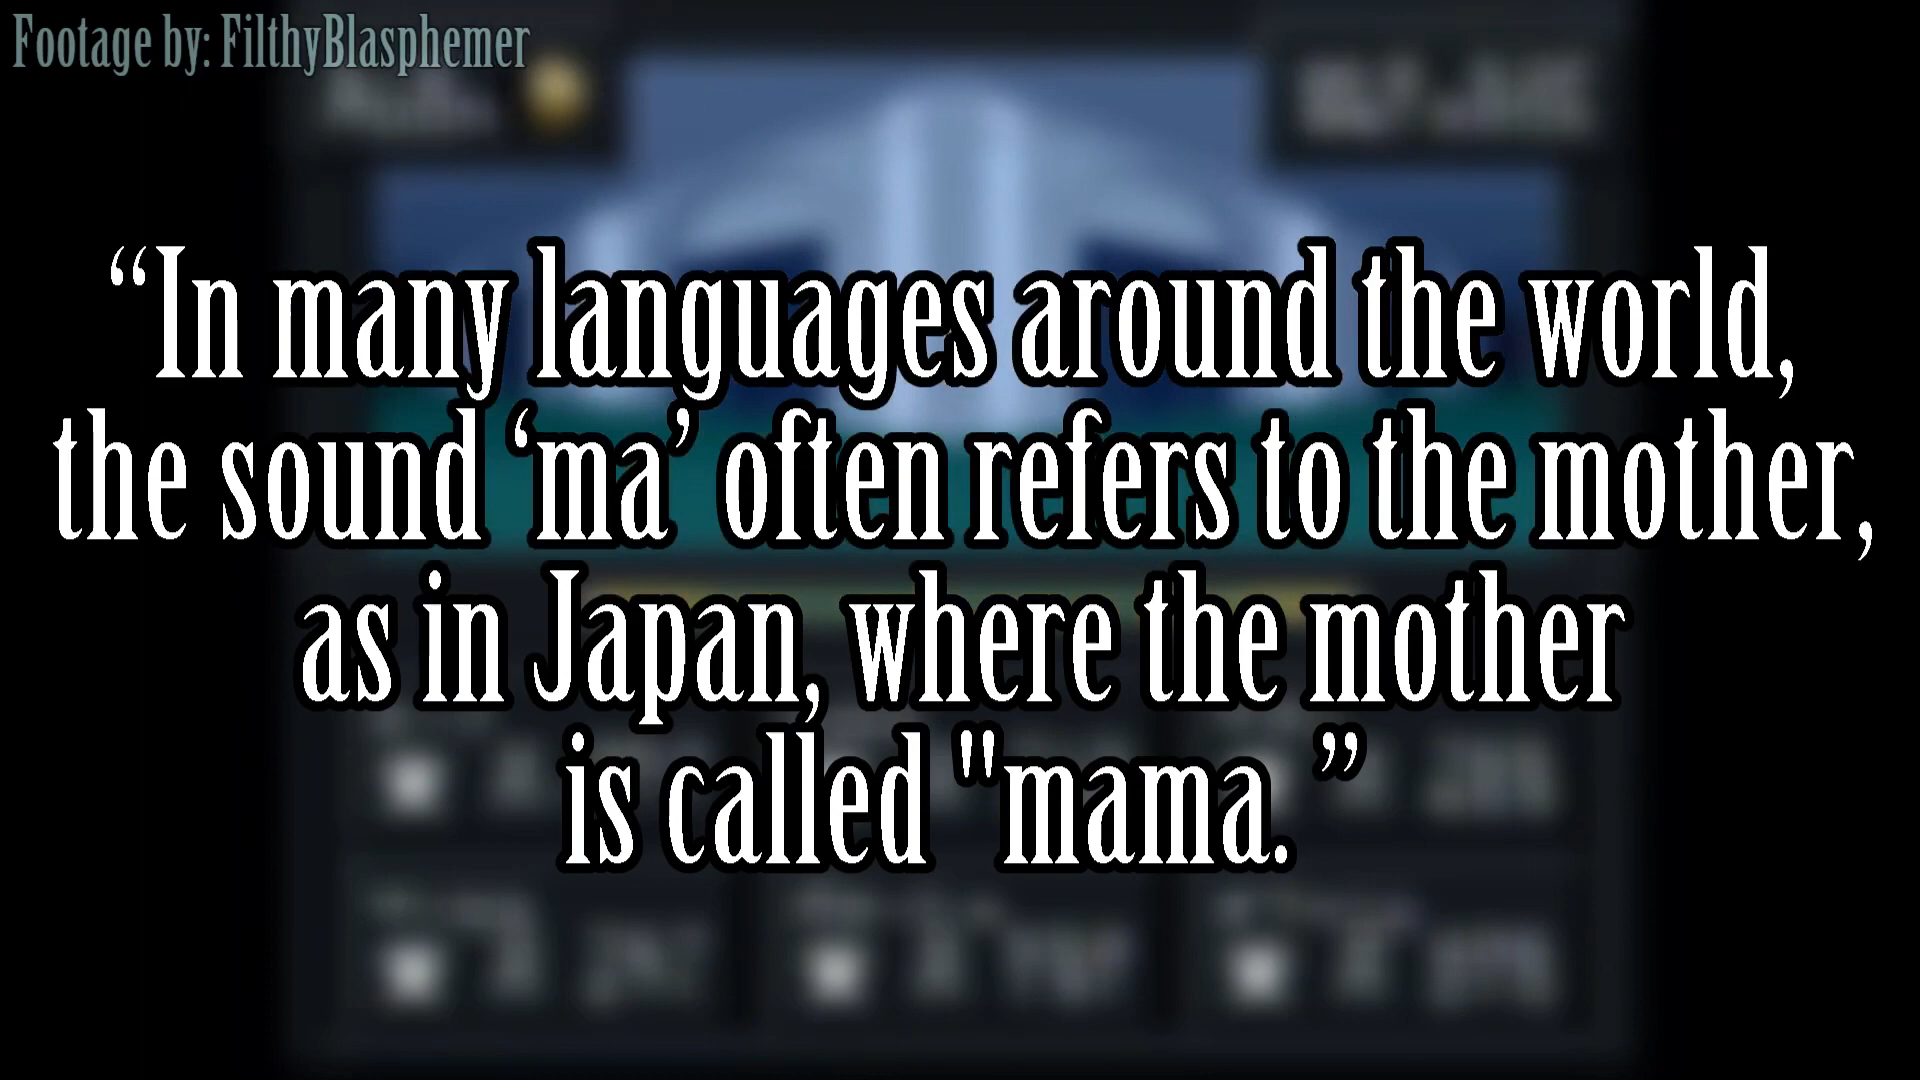 Footage by: FilthyBlasphemer
“In many languages around the world,
the sound ‘ma’ often refers to the mother,
as in Japan, where the mother
is called "mama. ”